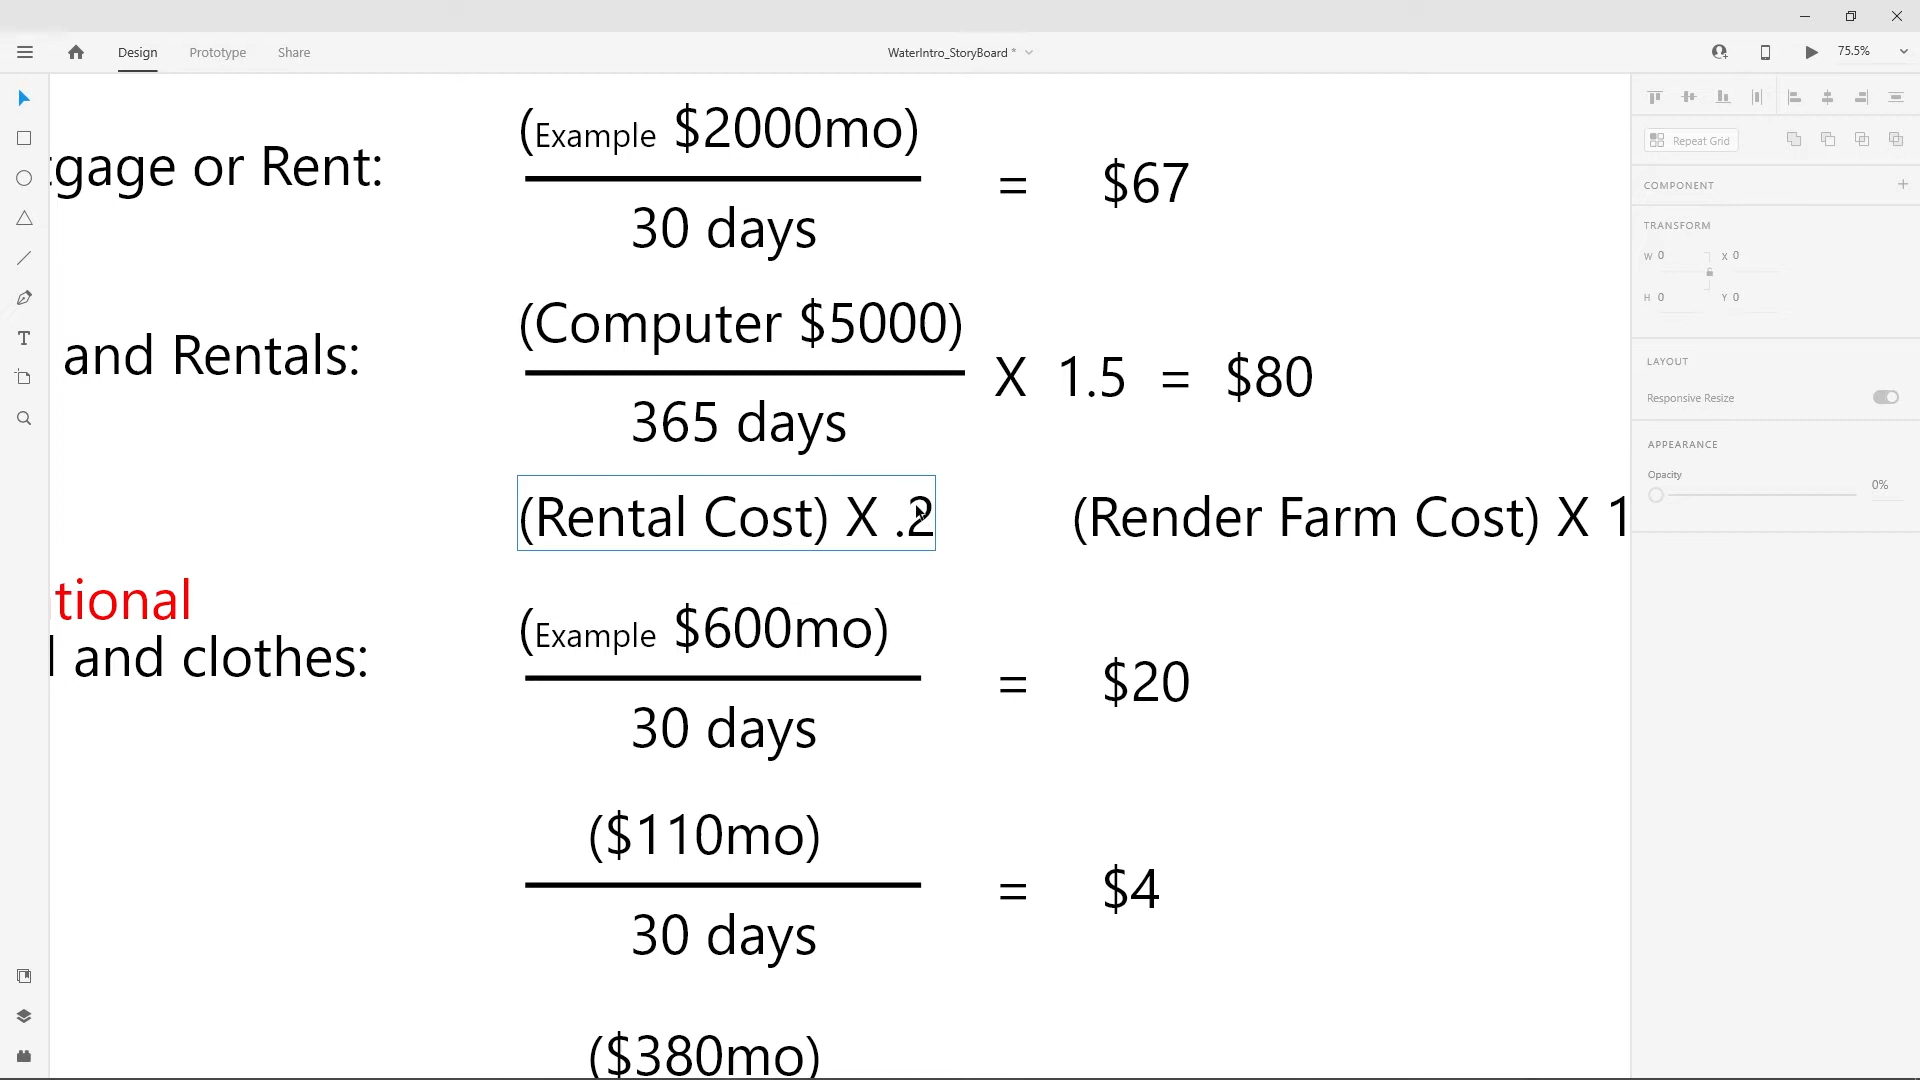 Design Prototype Share
WaterIntro_StoryBoard *
75.5%
(Example $2000mo)
tgage or Rent:
= $67
30 days
(Computer $5000)
and Rentals:
X 1.5 = $80
365 days
(Rental Cost) X .2
(Render Farm Cost) X 1
tional
(Example $600mo)
l and clothes:
= $20
30 days
($110mo)
= $4
30 days
($380mo)
Repeat Grid
COMPONENT
TRANSFORM
W 0 X 0
H 0 Y 0
LAYOUT
Responsive Resize
APPEARANCE
Opacity
0%